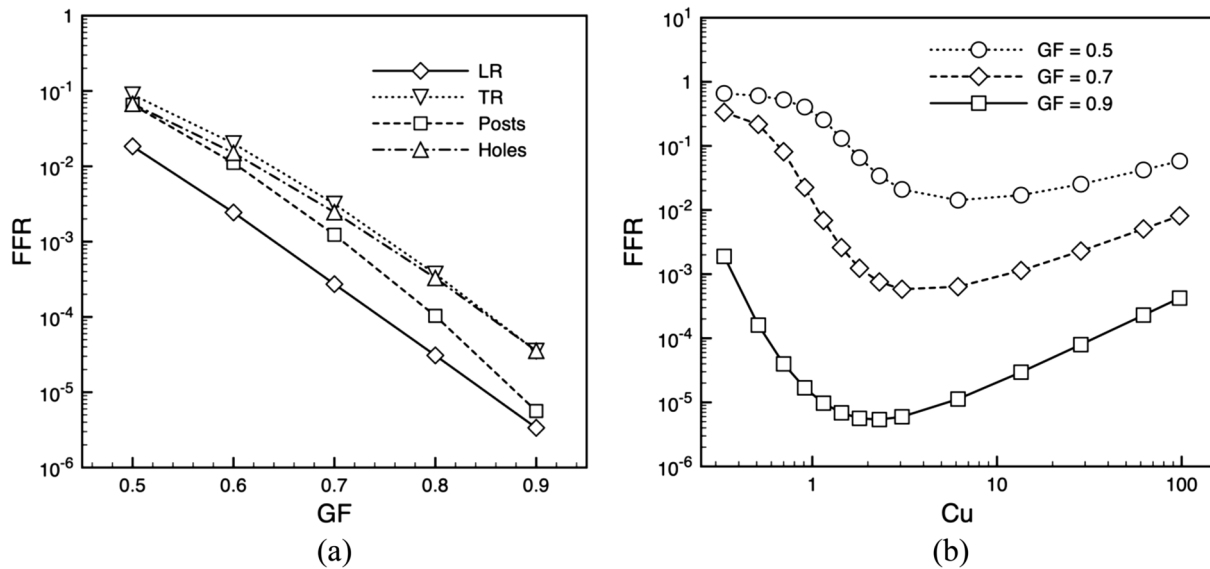 1
10^-1
10^-2
10^-3
10^-4
10^-5
10^-6
FFR
LR
TR
Posts
Holes
0.5 0.6 0.7 0.8 0.9
GF
(a)
10^1
1
10^-1
10^-2
10^-3
10^-4
10^-5
10^-6
FFR
GF = 0.5
GF = 0.7
GF = 0.9
1 10 100
Cu
(b)